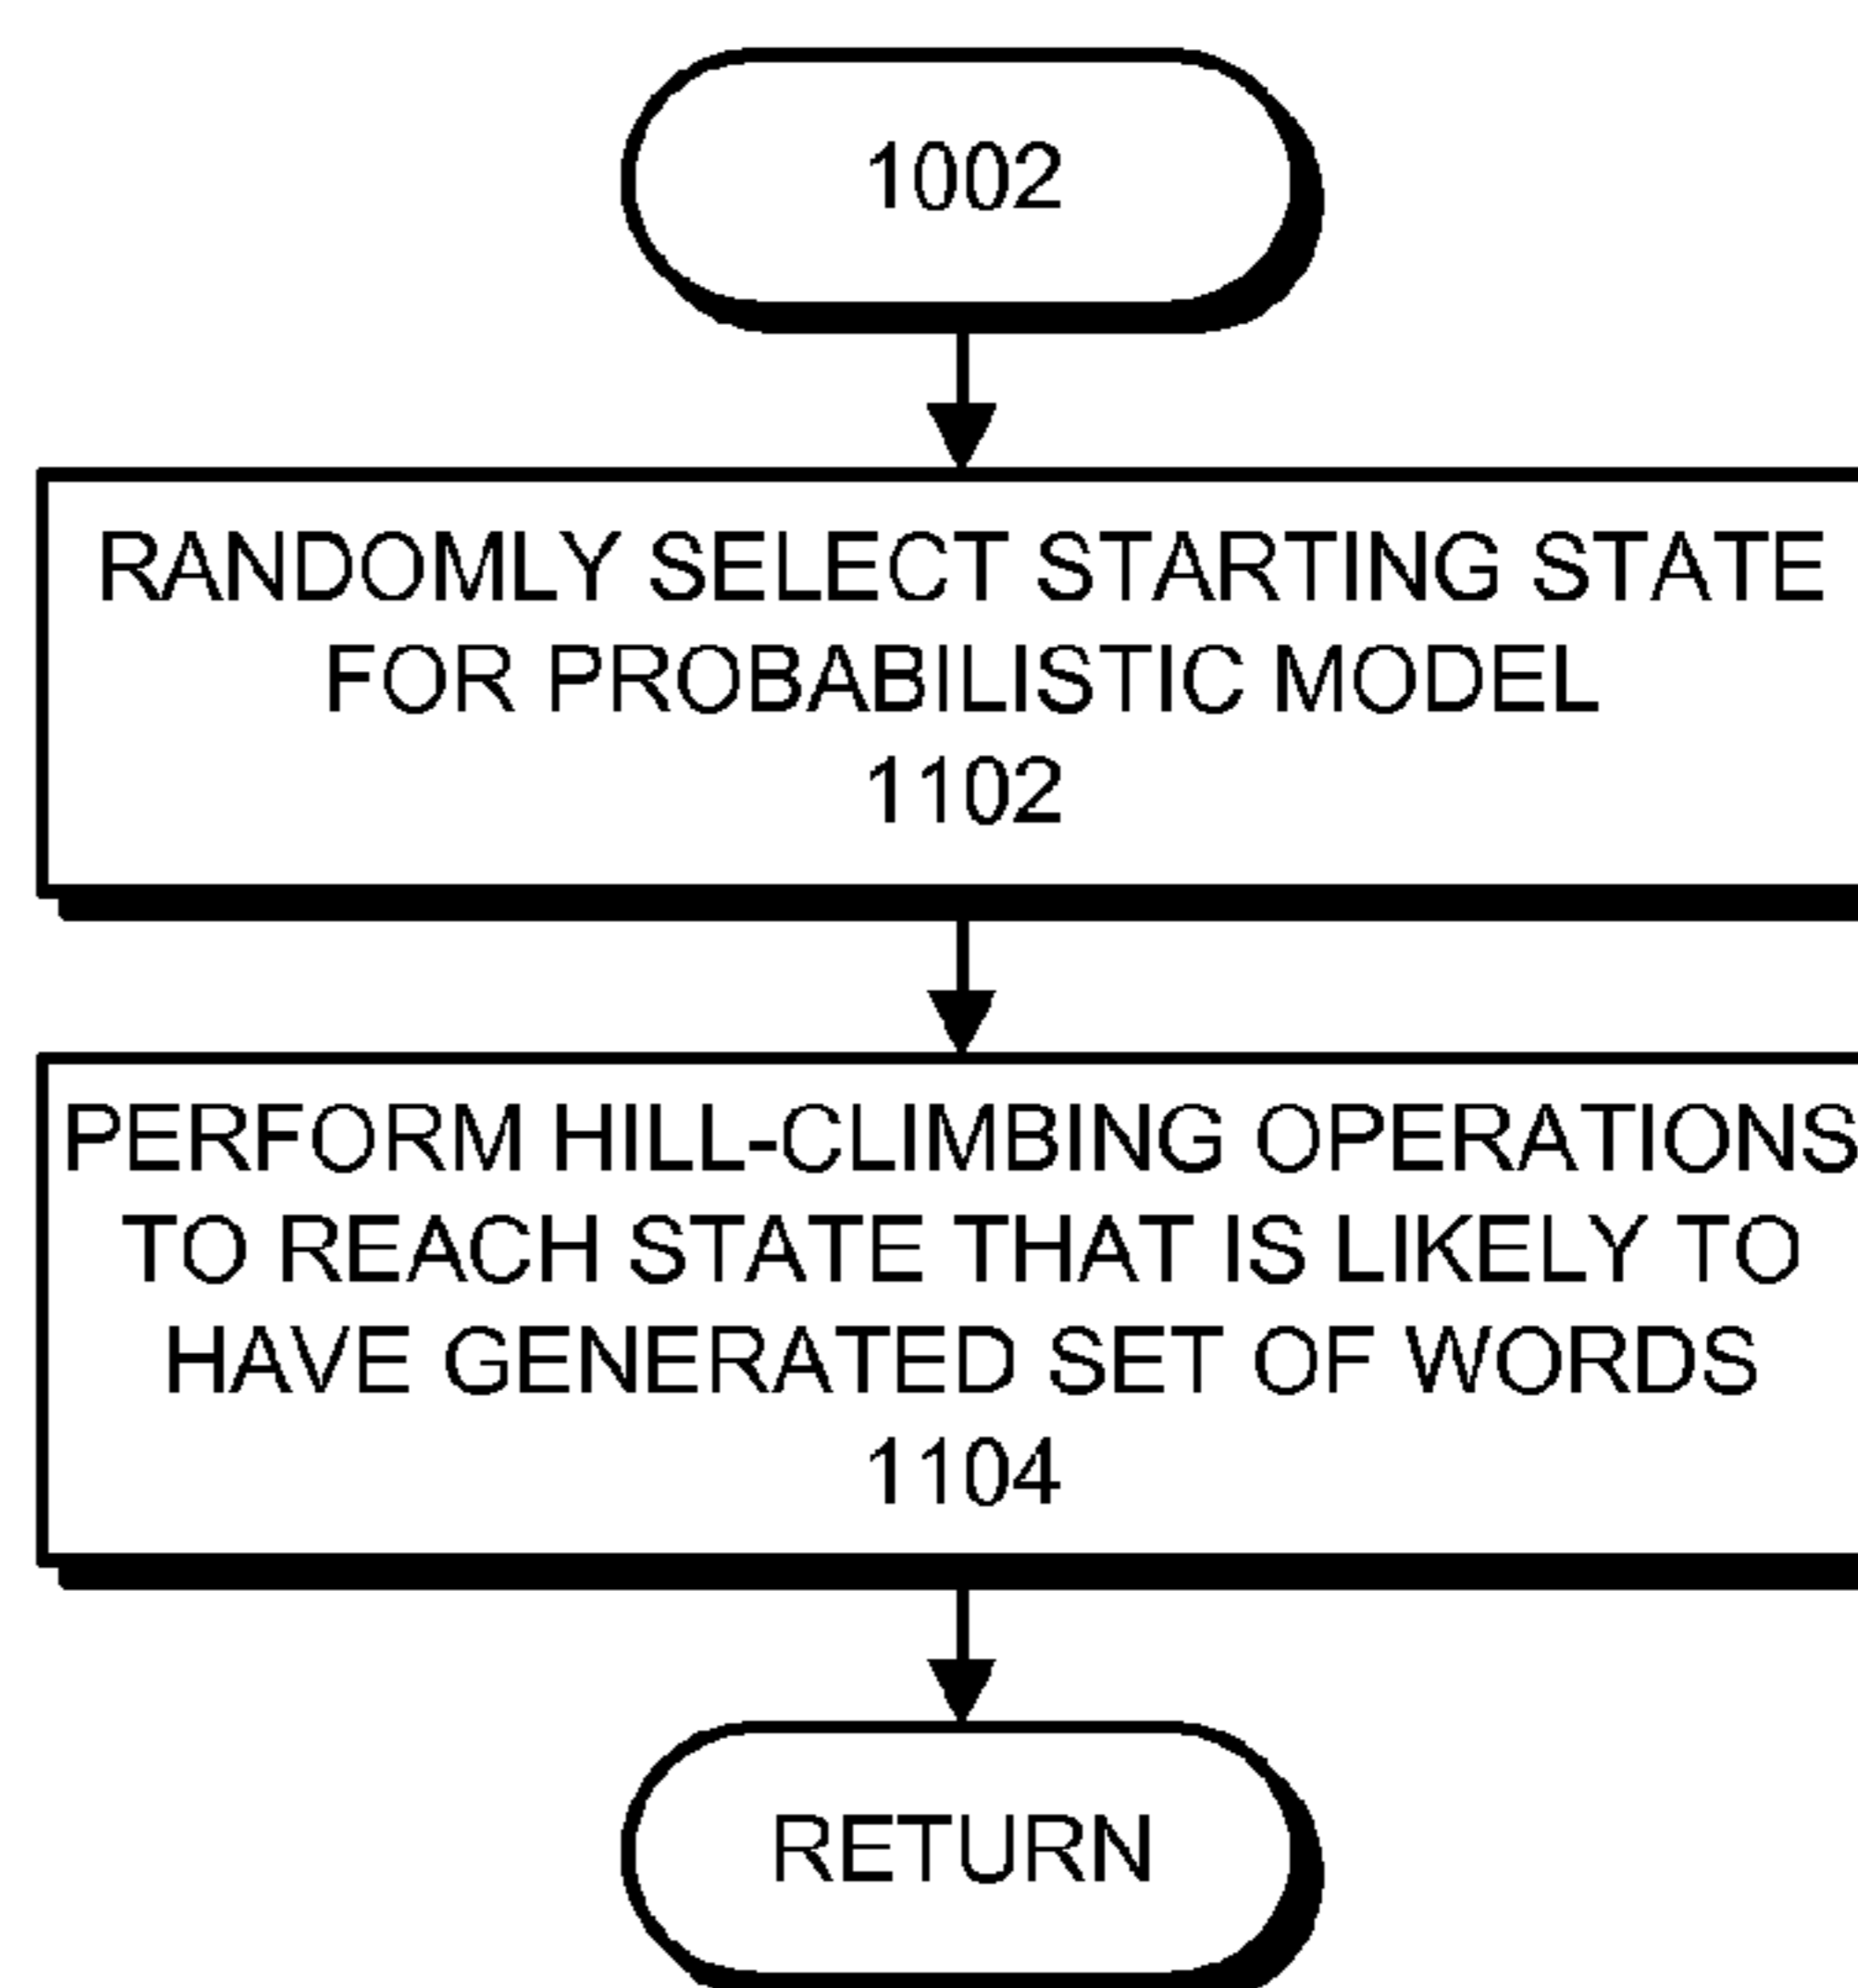 1002
RANDOMLY SELECT STARTING STATE
FOR PROBABILISTIC MODEL
1102
PERFORM HILL-CLIMBING OPERATIONS
TO REACH STATE THAT IS LIKELY TO
HAVE GENERATED SET OF WORDS
1104
RETURN